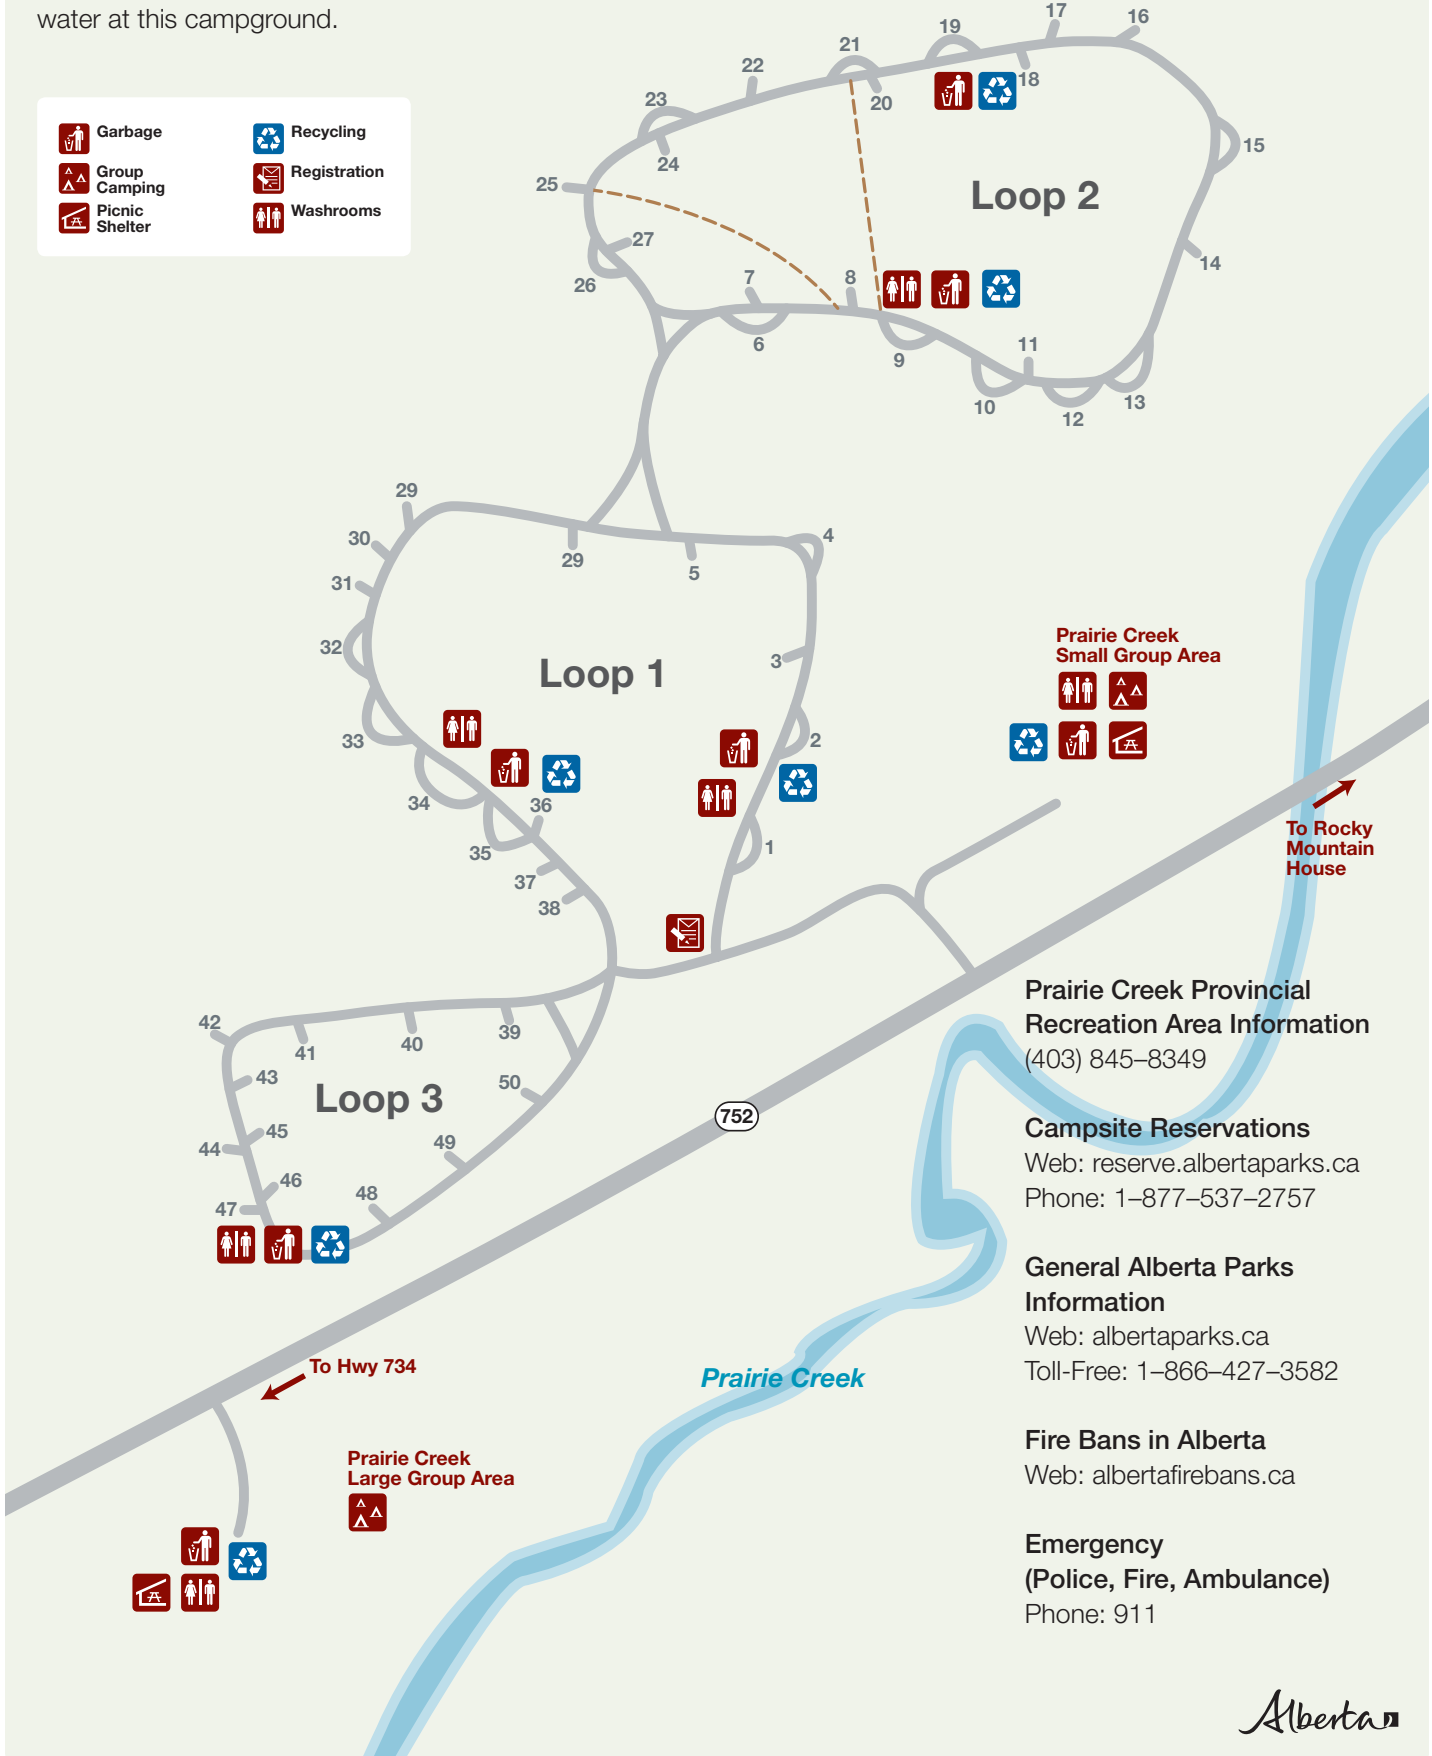 water at this campground.
Garbage
Recycling
Group
Camping
Registration
Picnic
Shelter
Washrooms
17
16
19
21
22
18
20
23
24
15
25
Loop 2
27
14
26
7
8
6
11
9
10
12
13
29
30
4
29
5
31
32
3
Loop 1
Prairie Creek
Small Group Area
33
2
34
36
35
1
To Rocky
Mountain
House
37
38
42
39
41
40
43
50
Loop 3
45
44
49
46
48
47
752
Prairie Creek Provincial
Recreation Area Information
(403) 845–8349
Campsite Reservations
Web: reserve.albertaparks.ca
Phone: 1–877–537–2757
General Alberta Parks
Information
Web: albertaparks.ca
Toll-Free: 1–866–427–3582
To Hwy 734
Prairie Creek
Fire Bans in Alberta
Web: albertafirebans.ca
Prairie Creek
Large Group Area
Emergency
(Police, Fire, Ambulance)
Phone: 911
Alberta